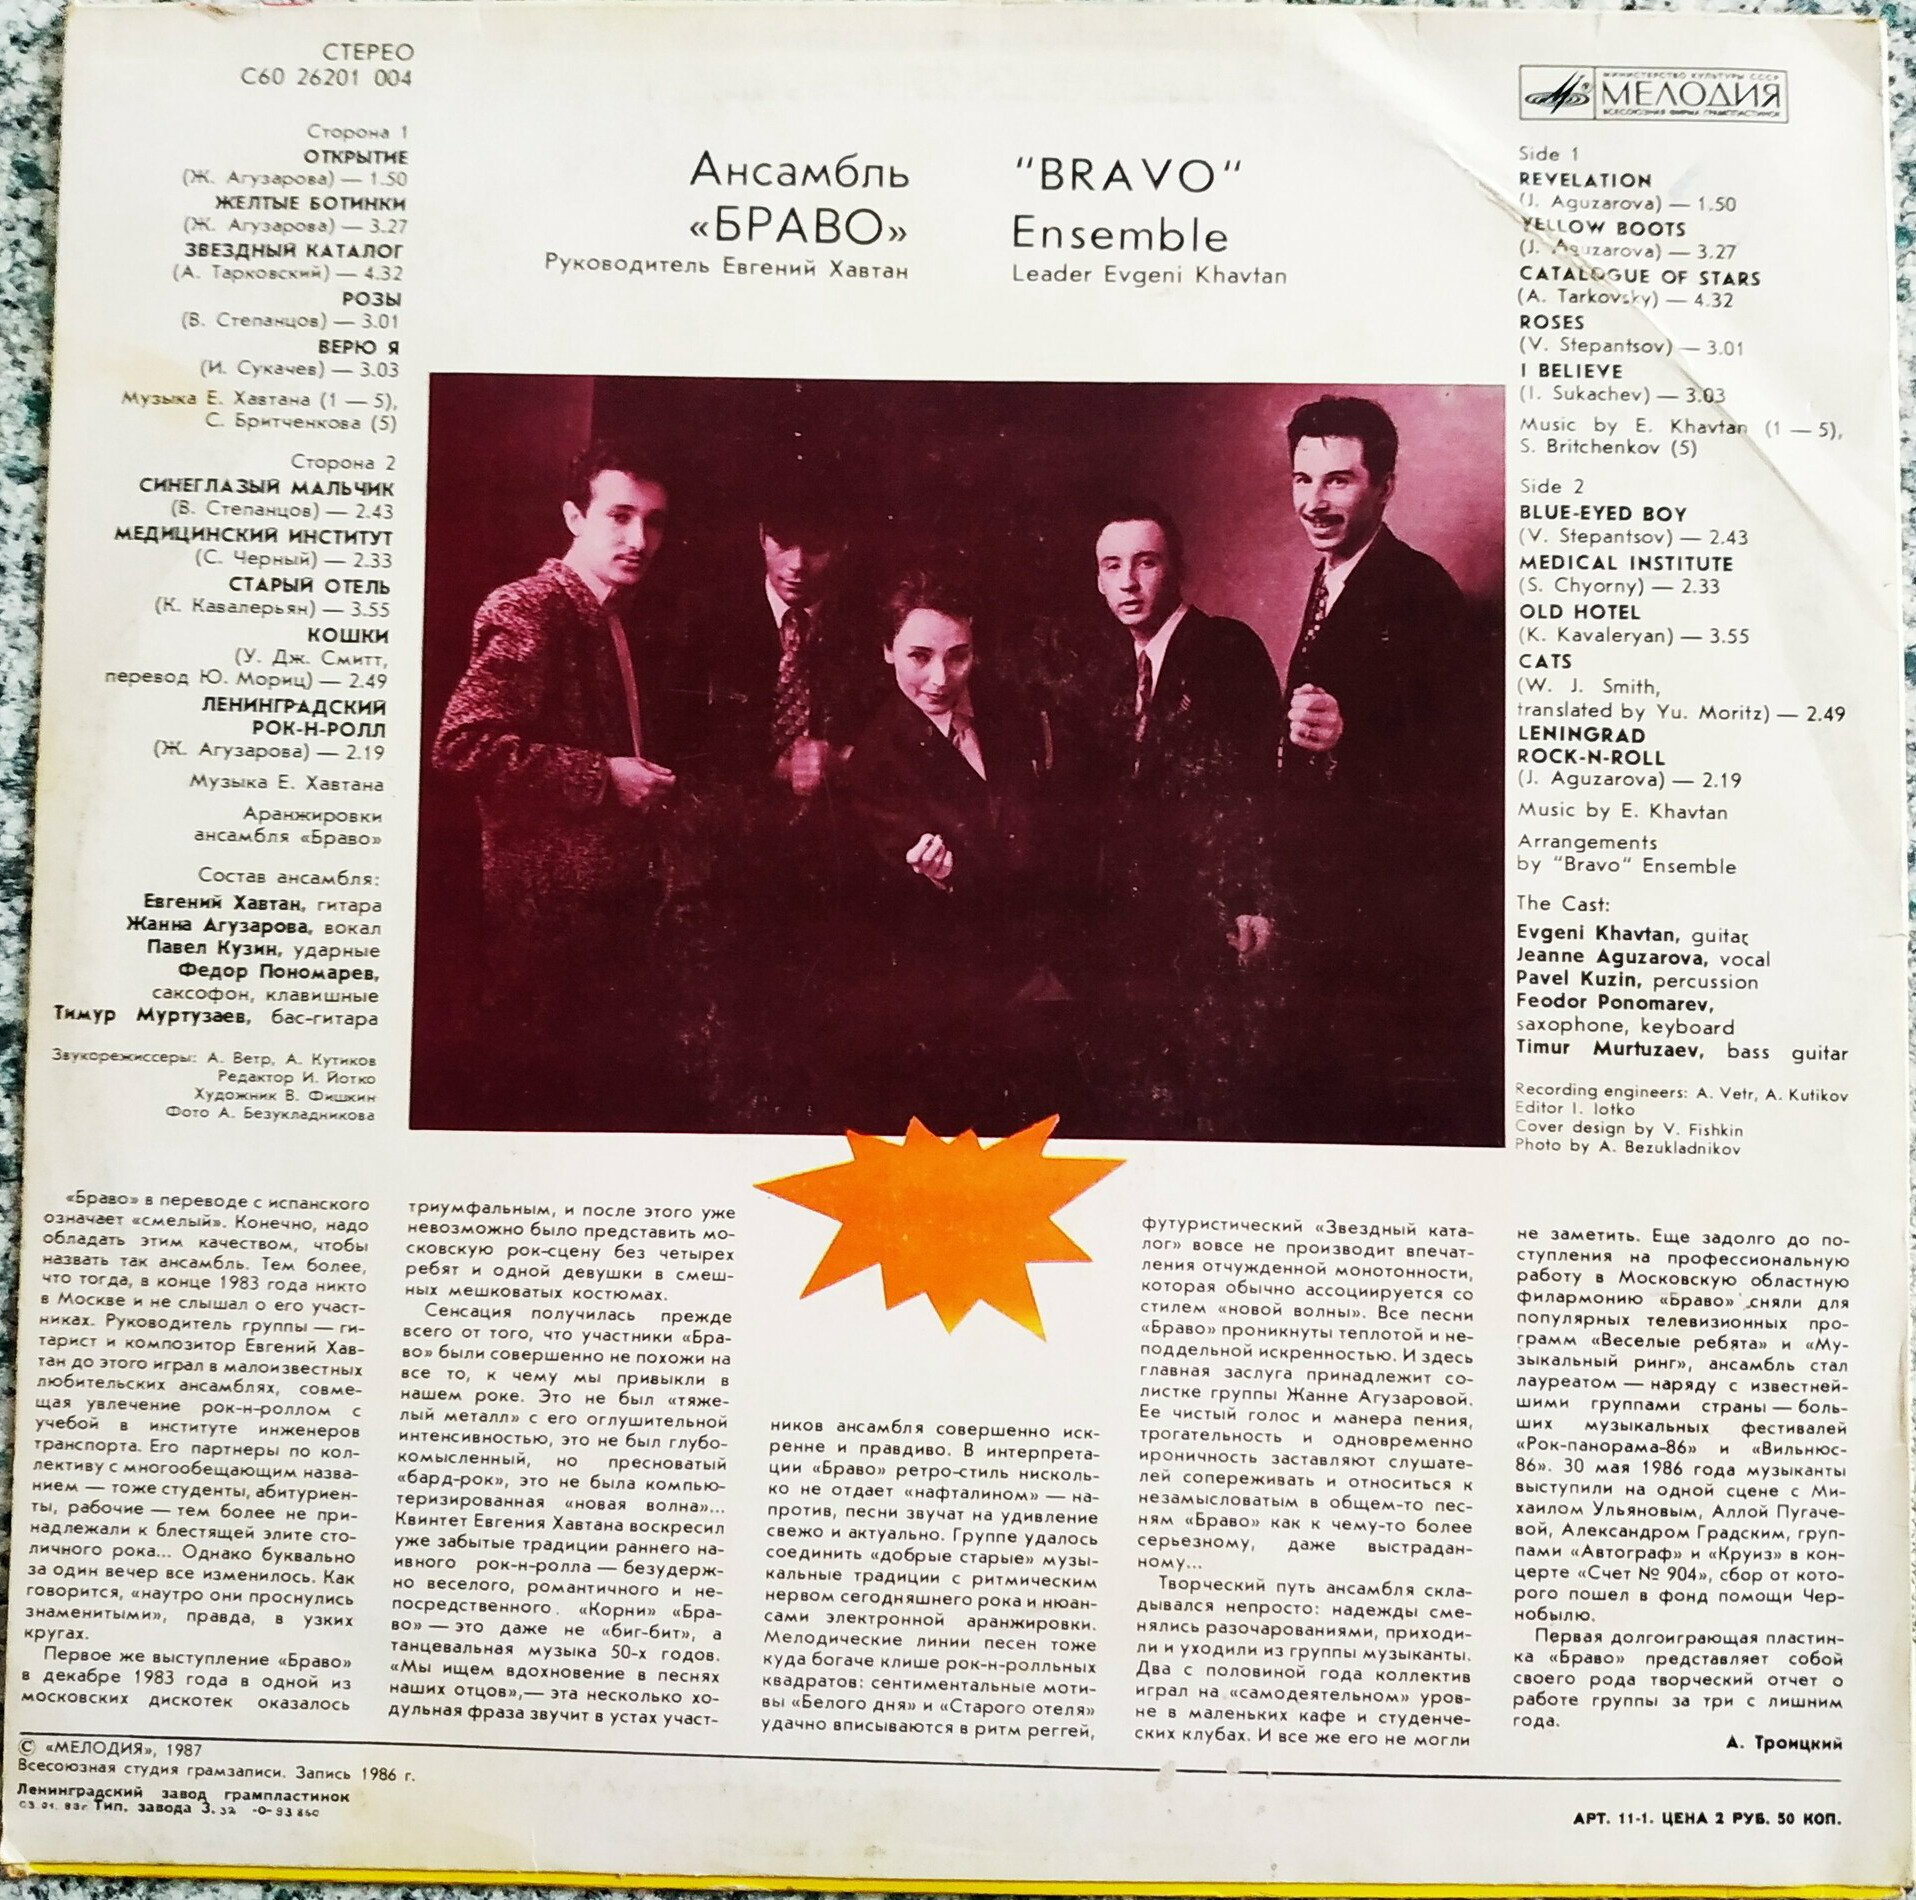 СТЕРЕО
С60 26201 004
Сторона 1
ОТКРЫТИЕ
(Ж. Агузарова) — 1.50
ЖЕЛТЫЕ БОТИНКИ
(Ж. Агузарова) — 3.27
ЗВЕЗДНЫЙ КАТАЛОГ
(А. Тарковский) — 4.32
РОЗЫ
(В. Степанцов) — 3.01
ВЕРЮ Я
(И. Сукачев) — 3.03
Музыка Е. Хавтана (1 — 5),
С. Бритченкова (5)
Сторона 2
СИНЕГЛАЗЫЙ МАЛЬЧИК
(В. Степанцов) — 2.43
МЕДИЦИНСКИЙ ИНСТИТУТ
(С. Черный) — 2.33
СТАРЫЙ ОТЕЛЬ
(К. Кавалерьян) — 3.55
КОШКИ
(У. Дж. Смитт,
перевод Ю. Мориц) — 2.49
ЛЕНИНГРАДСКИЙ
РОК-Н-РОЛЛ
(Ж. Агузарова) — 2.19
Музыка Е. Хавтана
Аранжировки
ансамбля «Браво»
Состав ансамбля:
Евгений Хавтан, гитара
Жанна Агузарова, вокал
Павел Кузин, ударные
Федор Пономарев,
саксофон, клавишные
Тимур Муртузаев, бас-гитара
Звукорежиссеры: А. Ветр, А. Кутиков
Редактор И. Йотко
Художник В. Фишкин
Фото А. Безукладникова
Ансамбль
«БРАВО»
Руководитель Евгений Хавтан
"BRAVO"
Ensemble
Leader Evgeni Khavtan
МИНИСТЕРСТВО КУЛЬТУРЫ СССР
МЕЛОДИЯ
ВСЕСОЮЗНАЯ ФИРМА ГРАМПЛАСТИНОК
Side 1
REVELATION
(J. Aguzarova) — 1.50
YELLOW BOOTS
(J. Aguzarova) — 3.27
CATALOGUE OF STARS
(A. Tarkovsky) — 4.32
ROSES
(V. Stepantsov) — 3.01
I BELIEVE
(I. Sukachev) — 3.03
Music by E. Khavtan (1 — 5),
S. Britchenkov (5)
Side 2
BLUE-EYED BOY
(V. Stepantsov) — 2.43
MEDICAL INSTITUTE
(S. Chyorny) — 2.33
OLD HOTEL
(K. Kavaleryan) — 3.55
CATS
(W. J. Smith,
translated by Yu. Moritz) — 2.49
LENINGRAD
ROCK-N-ROLL
(J. Aguzarova) — 2.19
Music by E. Khavtan
Arrangements
by "Bravo" Ensemble
The Cast:
Evgeni Khavtan, guitar
Jeanne Aguzarova, vocal
Pavel Kuzin, percussion
Feodor Ponomarev,
saxophone, keyboard
Timur Murtuzaev, bass guitar
Recording engineers: A. Vetr, A. Kutikov
Editor I. Iotko
Cover design by V. Fishkin
Photo by A. Bezukladnikov
«Браво» в переводе с испанского
означает «смелый». Конечно, надо
обладать этим качеством, чтобы
назвать так ансамбль. Тем более,
что тогда, в конце 1983 года никто
в Москве и не слышал о его участ-
никах. Руководитель группы — ги-
тарист и композитор Евгений Хав-
тан до этого играл в малоизвестных
любительских ансамблях, совме-
щая увлечение рок-н-роллом с
учебой в институте инженеров
транспорта. Его партнеры по кол-
лективу с многообещающим назва-
нием — тоже студенты, абитуриен-
ты, рабочие — тем более не при-
надлежали к блестящей элите сто-
личного рока... Однако буквально
за один вечер все изменилось. Как
говорится, «наутро они проснулись
знаменитыми», правда, в узких
кругах.
Первое же выступление «Браво»
в декабре 1983 года в одной из
московских дискотек оказалось
триумфальным, и после этого уже
невозможно было представить мо-
сковскую рок-сцену без четырех
ребят и одной девушки в смеш-
ных мешковатых костюмах.
Сенсация получилась прежде
всего от того, что участники «Бра-
во» были совершенно не похожи на
все то, к чему мы привыкли в
нашем роке. Это не был «тяже-
лый металл» с его оглушительной
интенсивностью, это не был глубо-
комысленный, но пресноватый
«бард-рок», это не была компью-
теризированная «новая волна»...
Квинтет Евгения Хавтана воскресил
уже забытые традиции раннего на-
ивного рок-н-ролла — безудерж-
но веселого, романтичного и не-
посредственного. «Корни» «Бра-
во» — это даже не «биг-бит», а
танцевальная музыка 50-х годов.
«Мы ищем вдохновение в песнях
наших отцов»,— эта несколько хо-
дульная фраза звучит в устах участ-
ников ансамбля совершенно иск-
ренне и правдиво. В интерпрета-
ции «Браво» ретро-стиль нисколь-
ко не отдает «нафталином» — на-
против, песни звучат на удивление
свежо и актуально. Группе удалось
соединить «добрые старые» музы-
кальные традиции с ритмическим
нервом сегодняшнего рока и нюан-
сами электронной аранжировки.
Мелодические линии песен тоже
куда богаче клише рок-н-ролльных
квадратов: сентиментальные моти-
вы «Белого дня» и «Старого отеля»
удачно вписываются в ритм реггей,
футуристический «Звездный ката-
лог» вовсе не производит впечат-
ления отчужденной монотонности,
которая обычно ассоциируется со
стилем «новой волны». Все песни
«Браво» проникнуты теплотой и не-
поддельной искренностью. И здесь
главная заслуга принадлежит со-
листке группы Жанне Агузаровой.
Ее чистый голос и манера пения,
трогательность и одновременно
ироничность заставляют слушате-
лей сопереживать и относиться к
незамысловатым в общем-то пес-
ням «Браво» как к чему-то более
серьезному, даже выстрадан-
ному...
Творческий путь ансамбля скла-
дывался непросто: надежды сме-
нялись разочарованиями, приходи-
ли и уходили из группы музыканты.
Два с половиной года коллектив
играл на «самодеятельном» уров-
не в маленьких кафе и студенче-
ских клубах. И все же его не могли
не заметить. Еще задолго до по-
ступления на профессиональную
работу в Московскую областную
филармонию «Браво» сняли для
популярных телевизионных про-
грамм «Веселые ребята» и «Му-
зыкальный ринг», ансамбль стал
лауреатом — наряду с известней-
шими группами страны — боль-
ших музыкальных фестивалей
«Рок-панорама-86» и «Вильнюс-
86». 30 мая 1986 года музыканты
выступили на одной сцене с Ми-
хаилом Ульяновым, Аллой Пугаче-
вой, Александром Градским, груп-
пами «Автограф» и «Круиз» в кон-
церте «Счет № 904», сбор от кото-
рого пошел в фонд помощи Чер-
нобылю.
Первая долгоиграющая пластин-
ка «Браво» представляет собой
своего рода творческий отчет о
работе группы за три с лишним
года.
А. Троицкий
© «МЕЛОДИЯ», 1987
Всесоюзная студия грамзаписи. Запись 1986 г.
Ленинградский завод грампластинок
Тип. завода З. 32 -0-93860
АРТ. 11-1. ЦЕНА 2 РУБ. 50 КОП.